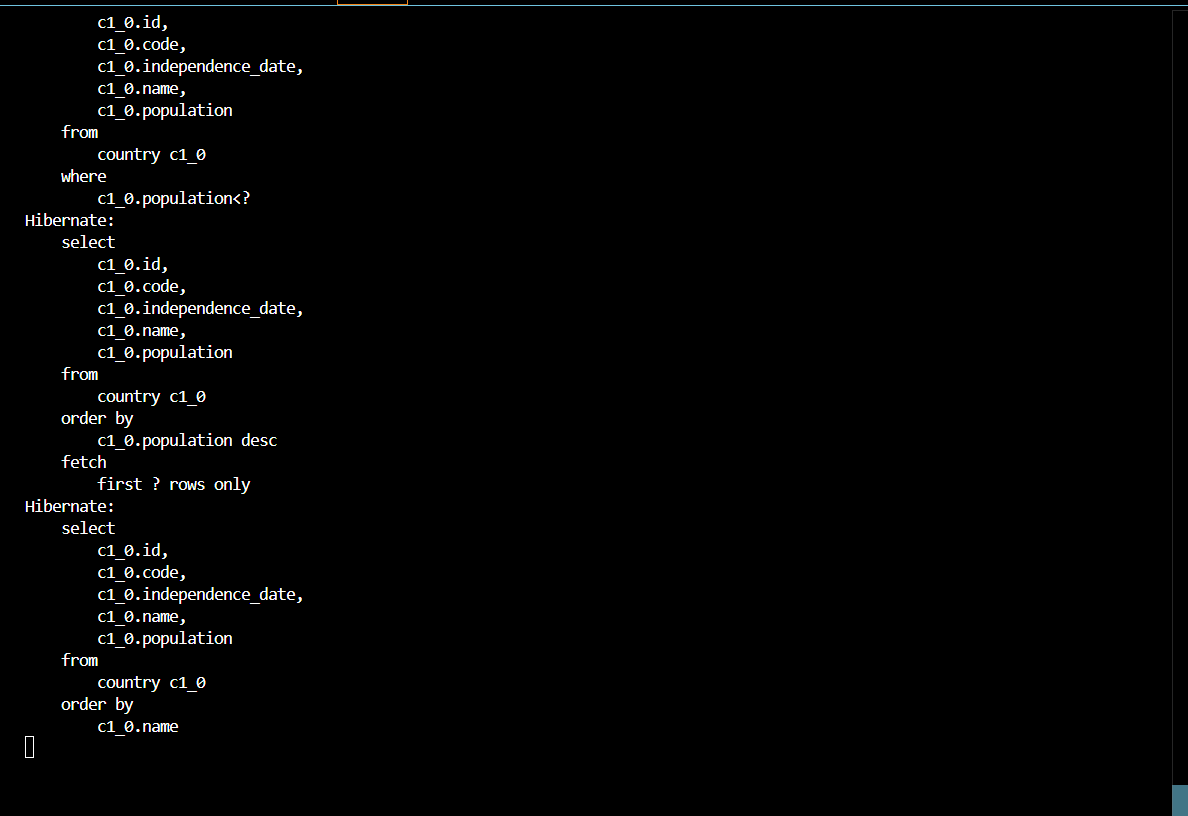 c1_0.id,
c1_0.code,
c1_0.independence_date,
c1_0.name,
c1_0.population
from
country c1_0
where
c1_0.population<?
Hibernate:
select
c1_0.id,
c1_0.code,
c1_0.independence_date,
c1_0.name,
c1_0.population
from
country c1_0
order by
c1_0.population desc
fetch
first ? rows only
Hibernate:
select
c1_0.id,
c1_0.code,
c1_0.independence_date,
c1_0.name,
c1_0.population
from
country c1_0
order by
c1_0.name